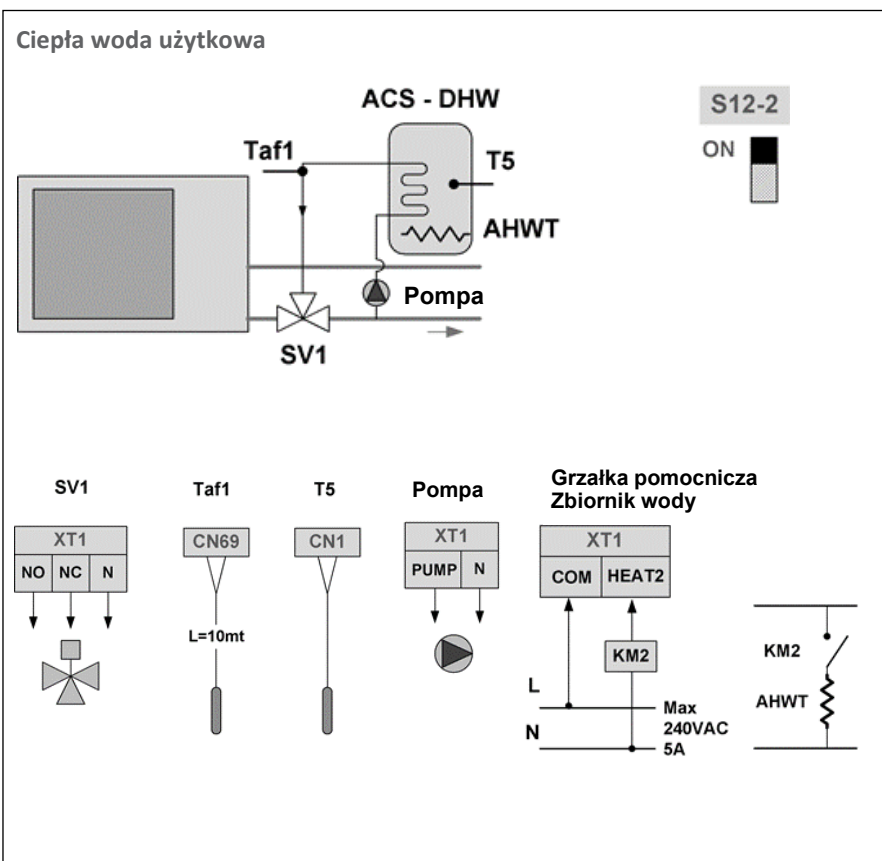 Ciepła woda użytkowa
ACS - DHW
S12-2
ON
Taf1
T5
AHWT
Pompa
SV1
SV1
Taf1
T5
Pompa
Grzałka pomocnicza
Zbiornik wody
XT1
NO NC N
CN69
CN1
XT1
PUMP N
XT1
COM HEAT2
L=10mt
KM2
L
N
Max
240VAC
5A
KM2
AHWT